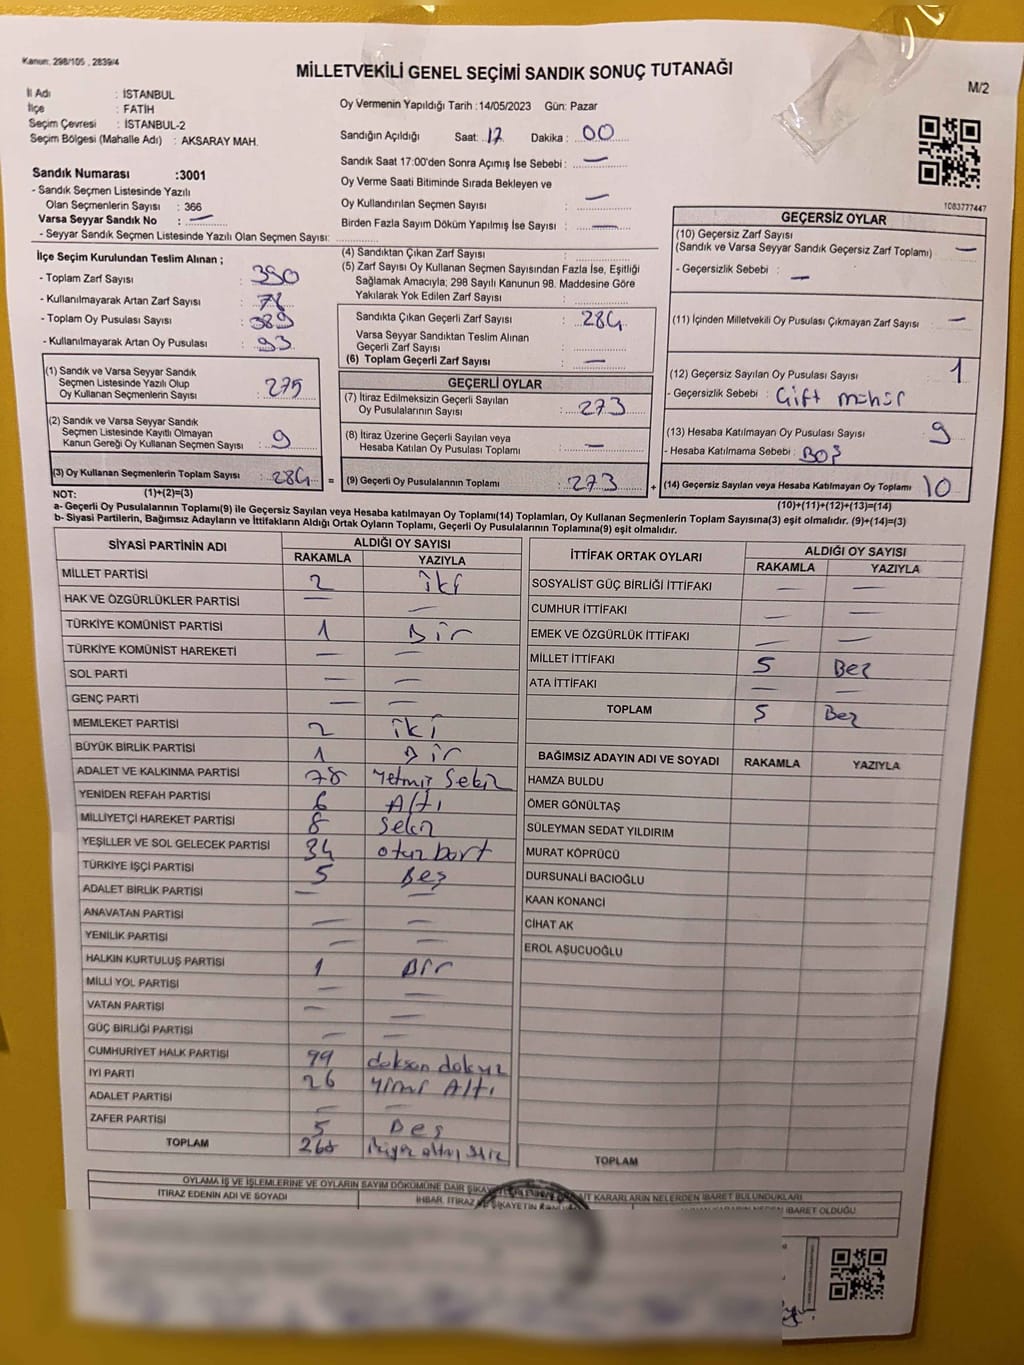 Kanun: 298/105 , 2839/4
MİLLETVEKİLİ GENEL SEÇİMİ SANDIK SONUÇ TUTANAĞI
M/2
İl Adı : İSTANBUL
İlçe : FATİH
Seçim Çevresi : İSTANBUL-2
Seçim Bölgesi (Mahalle Adı) : AKSARAY MAH.
Oy Vermenin Yapıldığı Tarih :14/05/2023 Gün: Pazar
Sandığın Açıldığı Saat: 17 Dakika : 00
Sandık Saat 17:00'den Sonra Açımış İse Sebebi : —
Oy Verme Saati Bitiminde Sırada Bekleyen ve
Oy Kullandırılan Seçmen Sayısı : —
Birden Fazla Sayım Döküm Yapılmış İse Sayısı : —
1083777447
Sandık Numarası :3001
- Sandık Seçmen Listesinde Yazılı
Olan Seçmenlerin Sayısı : 366
Varsa Seyyar Sandık No : —
- Seyyar Sandık Seçmen Listesinde Yazılı Olan Seçmen Sayısı:
İlçe Seçim Kurulundan Teslim Alınan ;
- Toplam Zarf Sayısı : 350
- Kullanılmayarak Artan Zarf Sayısı :
- Toplam Oy Pusulası Sayısı : 389
- Kullanılmayarak Artan Oy Pusulası : 93
(1) Sandık ve Varsa Seyyar Sandık
Seçmen Listesinde Yazılı Olup
Oy Kullanan Seçmenlerin Sayısı : 275
(2) Sandık ve Varsa Seyyar Sandık
Seçmen Listesinde Kayıtlı Olmayan
Kanun Gereği Oy Kullanan Seçmen Sayısı : 9
(3) Oy Kullanan Seçmenlerin Toplam Sayısı : 284 =
(4) Sandıktan Çıkan Zarf Sayısı :
(5) Zarf Sayısı Oy Kullanan Seçmen Sayısından Fazla İse, Eşitliği
Sağlamak Amacıyla; 298 Sayılı Kanunun 98. Maddesine Göre
Yakılarak Yok Edilen Zarf Sayısı :
Sandıkta Çıkan Geçerli Zarf Sayısı : 284
Varsa Seyyar Sandıktan Teslim Alınan
Geçerli Zarf Sayısı :
(6) Toplam Geçerli Zarf Sayısı : —
GEÇERLİ OYLAR
(7) İtiraz Edilmeksizin Geçerli Sayılan
Oy Pusulalarının Sayısı : 273
(8) İtiraz Üzerine Geçerli Sayılan veya
Hesaba Katılan Oy Pusulası Toplamı : —
(9) Geçerli Oy Pusulalarının Toplamı : 273 +
GEÇERSİZ OYLAR
(10) Geçersiz Zarf Sayısı
(Sandık ve Varsa Seyyar Sandık Geçersiz Zarf Toplamı) —
- Geçersizlik Sebebi : —
(11) İçinden Milletvekili Oy Pusulası Çıkmayan Zarf Sayısı : —
(12) Geçersiz Sayılan Oy Pusulası Sayısı : 1
- Geçersizlik Sebebi : Çift mühür
(13) Hesaba Katılmayan Oy Pusulası Sayısı : 9
- Hesaba Katılmama Sebebi : BOŞ
(14) Geçersiz Sayılan veya Hesaba Katılmayan Oy Toplamı : 10
(10)+(11)+(12)+(13)=(14)
NOT: (1)+(2)=(3)
a- Geçerli Oy Pusulalarının Toplamı(9) ile Geçersiz Sayılan veya Hesaba katılmayan Oy Toplamı(14) Toplamları, Oy Kullanan Seçmenlerin Toplam Sayısına(3) eşit olmalıdır. (9)+(14)=(3)
b- Siyasi Partilerin, Bağımsız Adayların ve İttifakların Aldığı Ortak Oyların Toplamı, Geçerli Oy Pusulalarının Toplamına(9) eşit olmalıdır.
SİYASİ PARTİNİN ADI ALDIĞI OY SAYISI
RAKAMLA YAZIYLA
MİLLET PARTİSİ 2 iki
HAK VE ÖZGÜRLÜKLER PARTİSİ — —
TÜRKİYE KOMÜNİST PARTİSİ 1 Bir
TÜRKİYE KOMÜNİST HAREKETİ — —
SOL PARTİ — —
GENÇ PARTİ — —
MEMLEKET PARTİSİ 2 iki
BÜYÜK BİRLİK PARTİSİ 1 Bir
ADALET VE KALKINMA PARTİSİ 78 Yetmiş Sekiz
YENİDEN REFAH PARTİSİ 6 Altı
MİLLİYETÇİ HAREKET PARTİSİ 8 Sekiz
YEŞİLLER VE SOL GELECEK PARTİSİ 34 otuz Dört
TÜRKİYE İŞÇİ PARTİSİ 5 Beş
ADALET BİRLİK PARTİSİ — —
ANAVATAN PARTİSİ — —
YENİLİK PARTİSİ — —
HALKIN KURTULUŞ PARTİSİ 1 Bir
MİLLİ YOL PARTİSİ — —
VATAN PARTİSİ — —
GÜÇ BİRLİĞİ PARTİSİ — —
CUMHURİYET HALK PARTİSİ 99 doksan dokuz
İYİ PARTİ 26 Yirmi Altı
ADALET PARTİSİ — —
ZAFER PARTİSİ 5 Beş
TOPLAM 268
İTTİFAK ORTAK OYLARI ALDIĞI OY SAYISI
RAKAMLA YAZIYLA
SOSYALİST GÜÇ BİRLİĞİ İTTİFAKI — —
CUMHUR İTTİFAKI — —
EMEK VE ÖZGÜRLÜK İTTİFAKI — —
MİLLET İTTİFAKI 5 Beş
ATA İTTİFAKI — —
TOPLAM 5 Beş
BAĞIMSIZ ADAYIN ADI VE SOYADI RAKAMLA YAZIYLA
HAMZA BULDU
ÖMER GÖNÜLTAŞ
SÜLEYMAN SEDAT YILDIRIM
MURAT KÖPRÜCÜ
DURSUNALİ BACIOĞLU
KAAN KONANCİ
CİHAT AK
EROL AŞUCUOĞLU
TOPLAM
OYLAMA İŞ VE İŞLEMLERİNE VE OYLARIN SAYIM DÖKÜMÜNE DAİR KARARLARIN NELERDEN İBARET BULUNDUKLARI
İTİRAZ EDENİN ADI VE SOYADI
İHBAR, İTİRAZ ŞİKAYETİN
KARARIN İBARET OLDUĞU